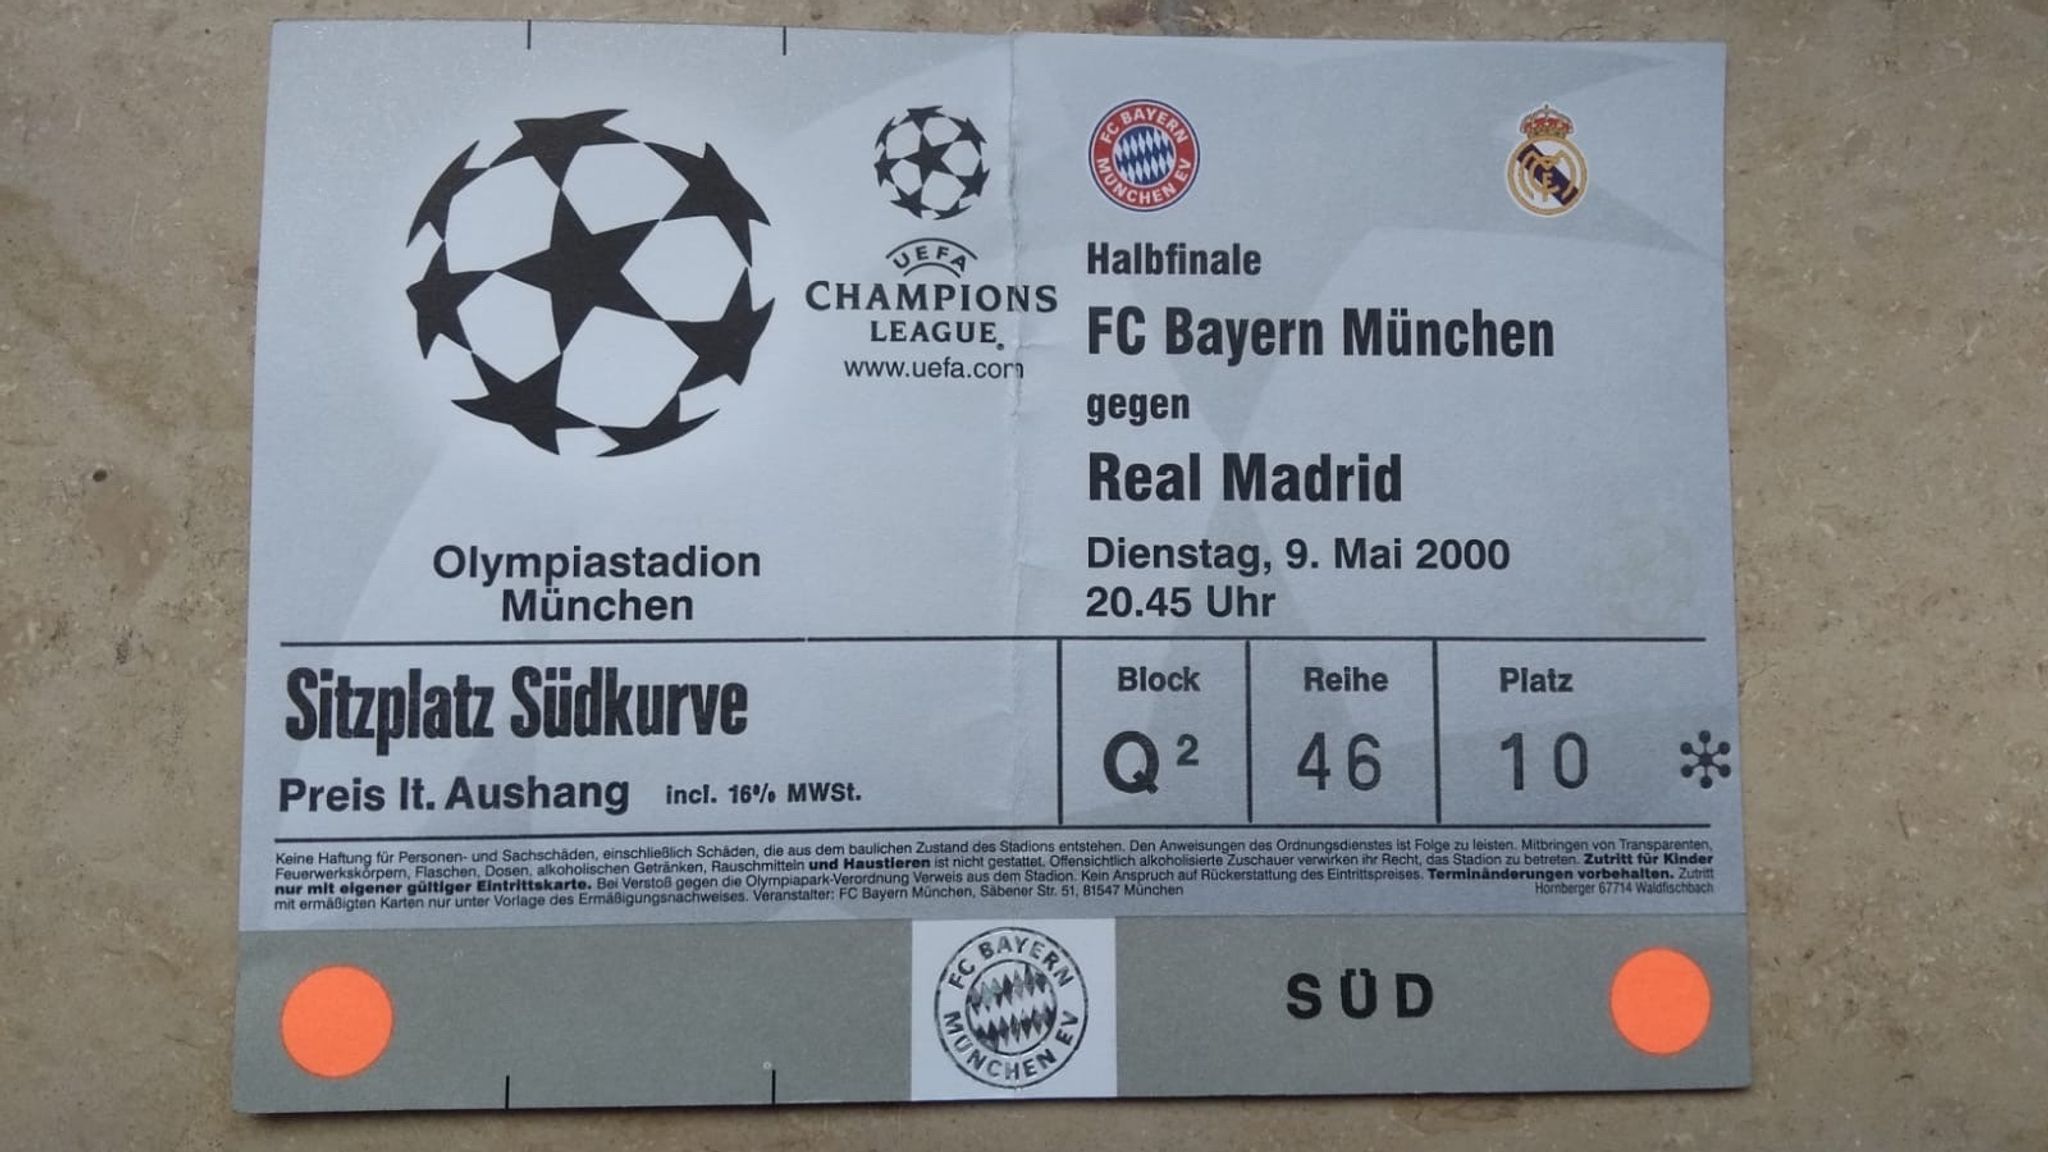 UEFA
CHAMPIONS
LEAGUE®
www.uefa.com
FC BAYERN
MÜNCHEN EV
Halbfinale
FC Bayern München
gegen
Real Madrid
Dienstag, 9. Mai 2000
20.45 Uhr
Olympiastadion
München
Sitzplatz Südkurve
Preis lt. Aushang incl. 16% MWSt.
Block Reihe Platz
Q² 46 10
Keine Haftung für Personen- und Sachschäden, einschließlich Schäden, die aus dem baulichen Zustand des Stadions entstehen. Den Anweisungen des Ordnungsdienstes ist Folge zu leisten. Mitbringen von Transparenten,
Feuerwerkskörpern, Flaschen, Dosen, alkoholischen Getränken, Rauschmitteln und Haustieren ist nicht gestattet. Offensichtlich alkoholisierte Zuschauer verwirken ihr Recht, das Stadion zu betreten. Zutritt für Kinder
nur mit eigener gültiger Eintrittskarte. Bei Verstoß gegen die Olympiapark-Verordnung Verweis aus dem Stadion. Kein Anspruch auf Rückerstattung des Eintrittspreises. Terminänderungen vorbehalten. Zutritt
mit ermäßigten Karten nur unter Vorlage des Ermäßigungsnachweises. Veranstalter: FC Bayern München, Säbener Str. 51, 81547 München
Hornberger 67714 Waldfischbach
FC BAYERN
MÜNCHEN EV
SÜD